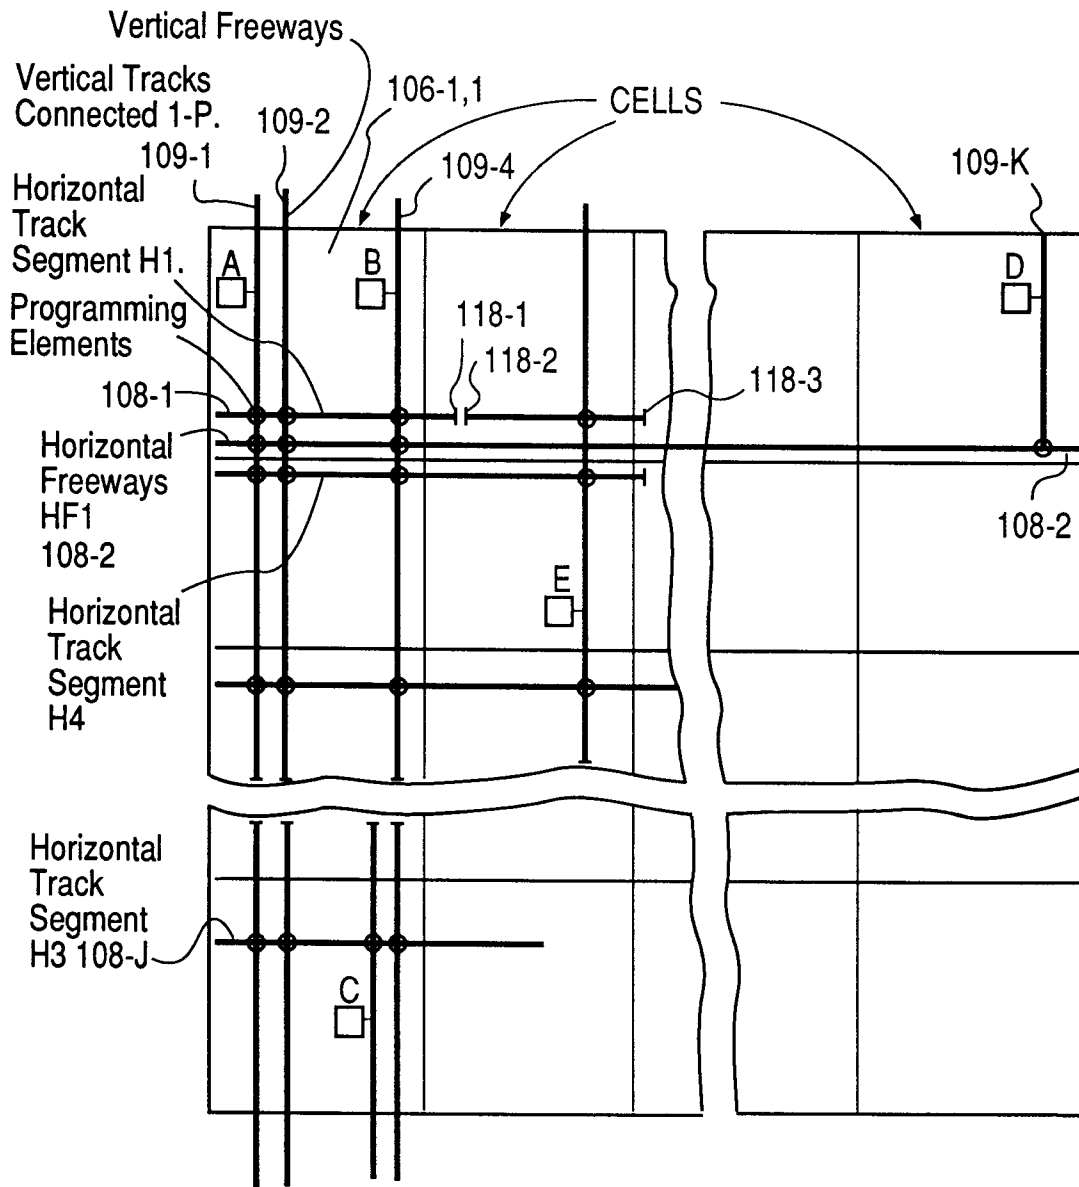 Vertical Freeways
Vertical Tracks
Connected 1-P.
106-1,1
CELLS
109-2
109-1
109-4
109-K
Horizontal
Track
Segment H1.
A
B
D
Programming
Elements
118-1
118-2
118-3
108-1
Horizontal
Freeways
HF1
108-2
108-2
E
Horizontal
Track
Segment
H4
Horizontal
Track
Segment
H3 108-J
C